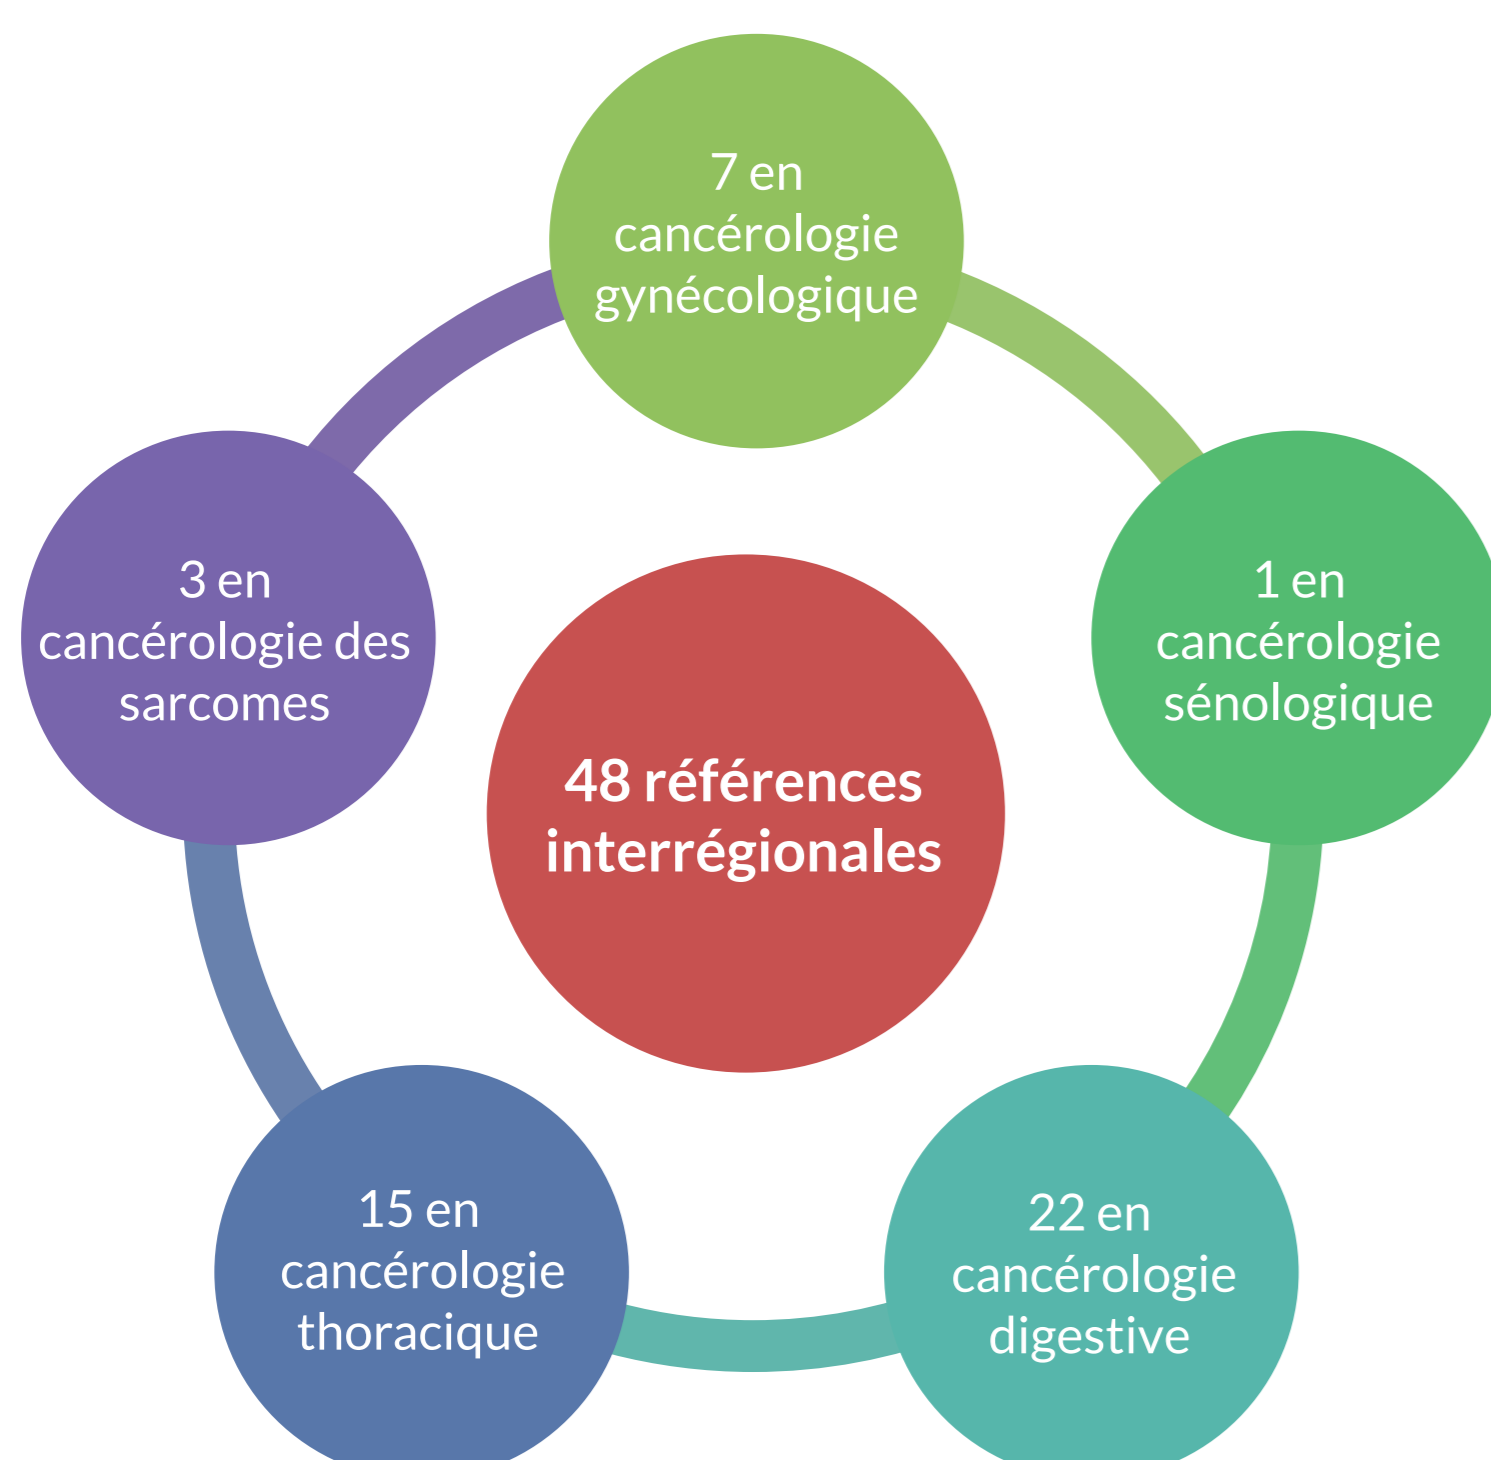 7 en
cancérologie
gynécologique
3 en
cancérologie des
sarcomes
1 en
cancérologie
sénologique
48 références
interrégionales
15 en
cancérologie
thoracique
22 en
cancérologie
digestive